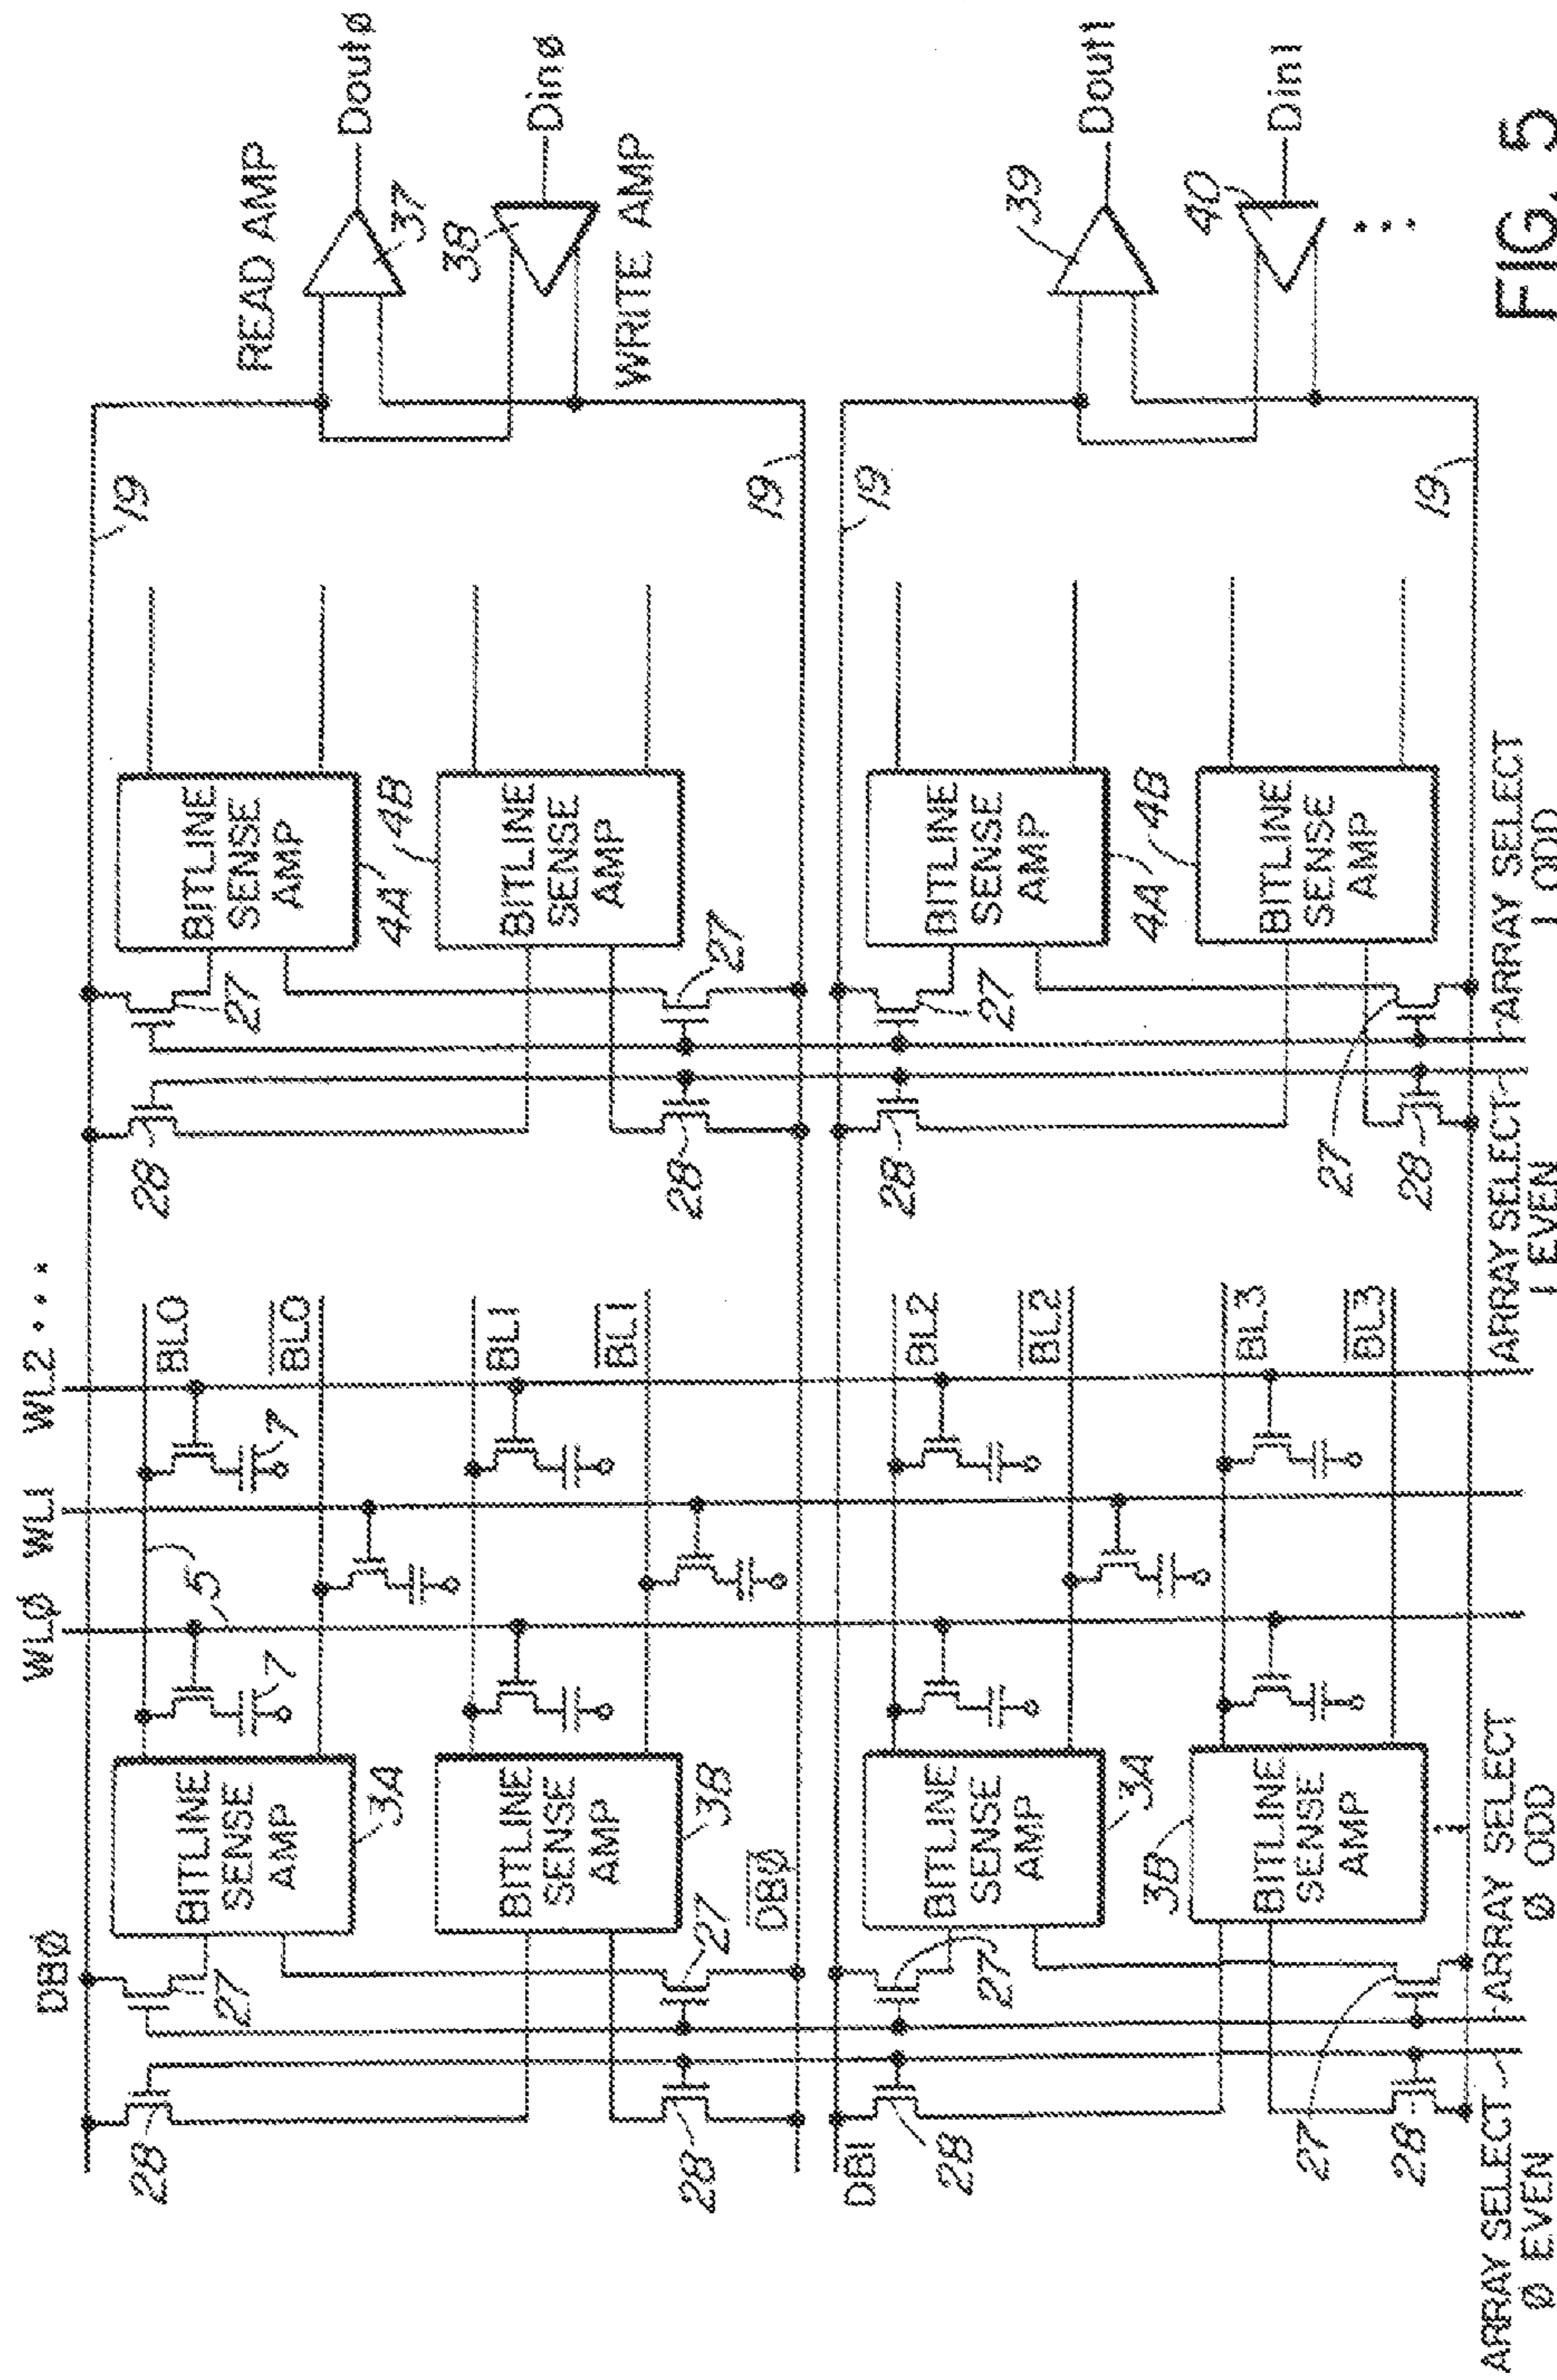 WLØ WL1 WL2 . . .
DBØ
19
READ AMP
Doutø
37
38
Dinø
WRITE AMP
28
27
BITLINE
SENSE
AMP
3A
7
5
7
BL0
BL0
28
27
BITLINE
SENSE
AMP
4A
4B
BITLINE
SENSE
AMP
3B
BL1
BL1
BITLINE
SENSE
AMP
28
27
DBØ
28
27
19
DB1
28
27
BITLINE
SENSE
AMP
3A
BL2
BL2
28
27
BITLINE
SENSE
AMP
4A
4B
19
39
Dout1
40
Din1
. . .
3B
BITLINE
SENSE
AMP
BL3
BL3
BITLINE
SENSE
AMP
27
28
27
28
19
ARRAY SELECT
Ø EVEN
ARRAY SELECT
Ø ODD
ARRAY SELECT
1 EVEN
ARRAY SELECT
1 ODD
FIG. 5